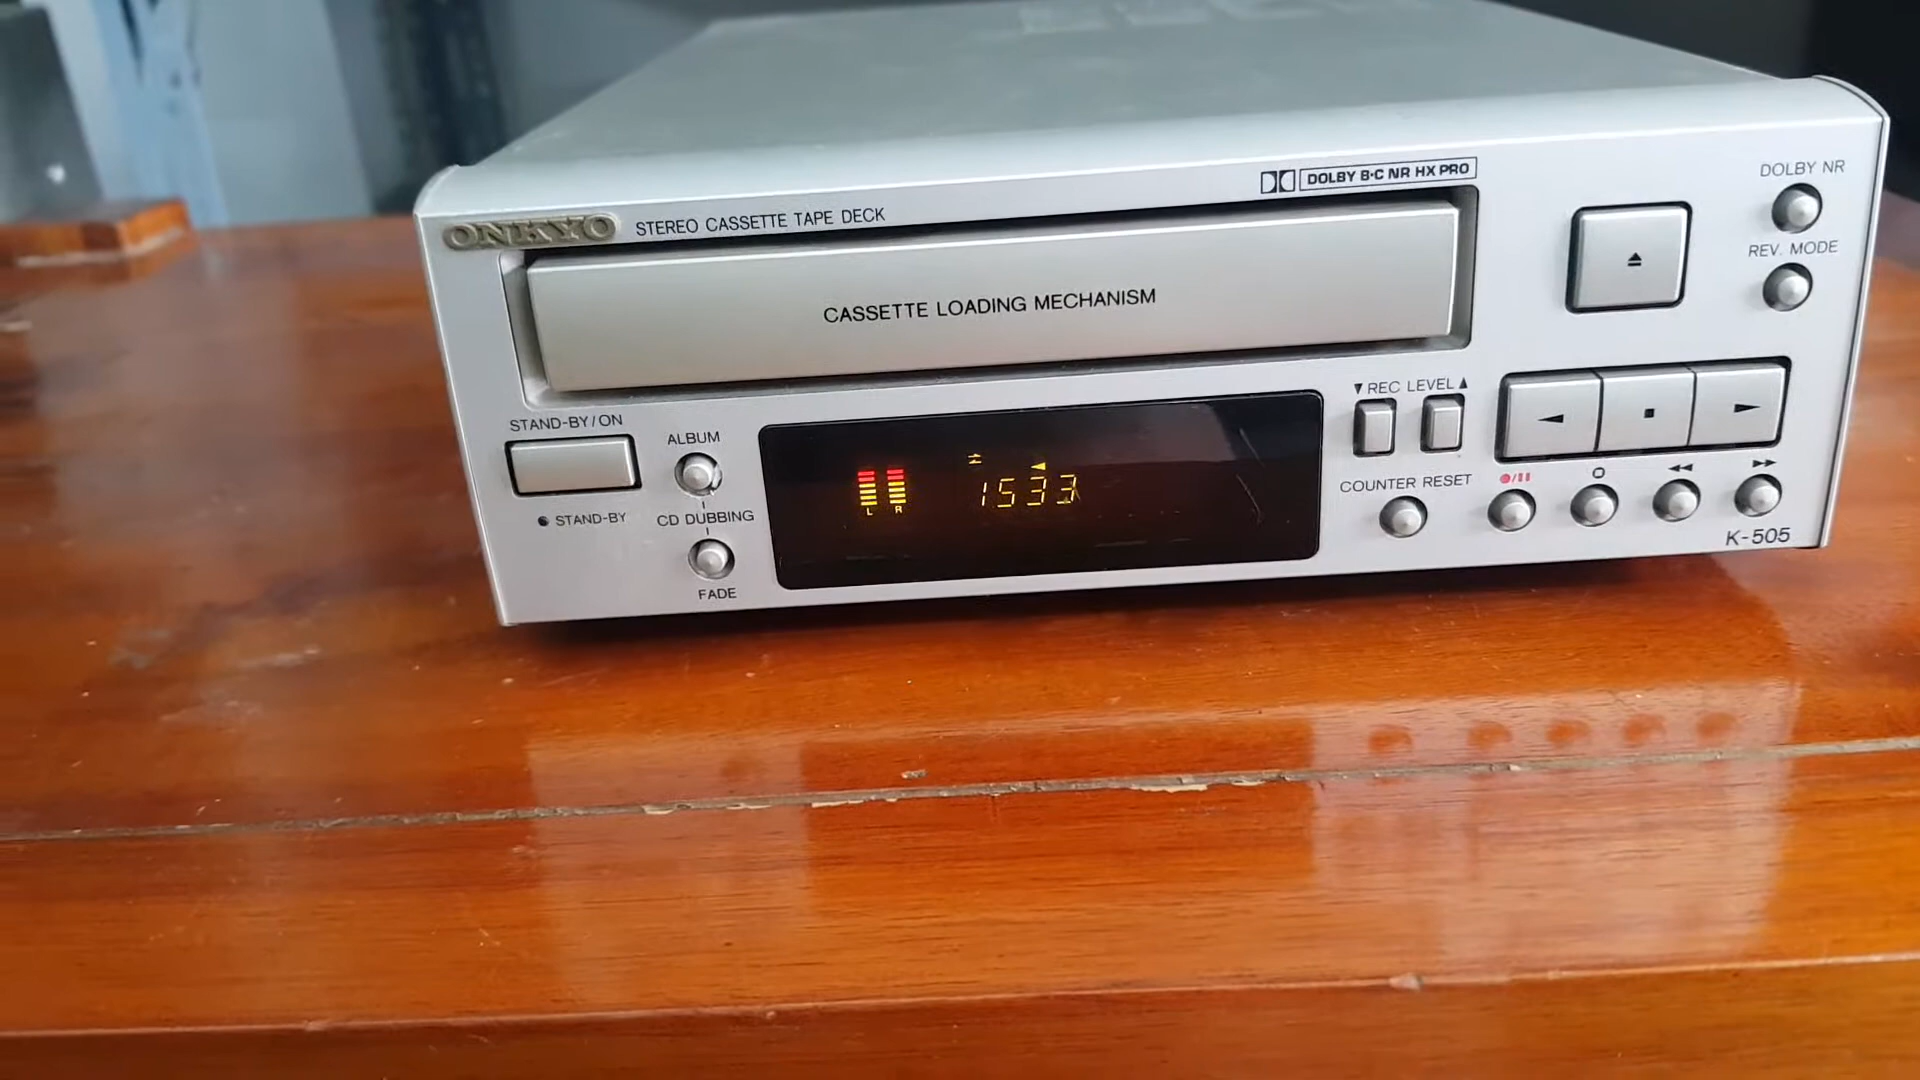 ONKYO STEREO CASSETTE TAPE DECK
DOLBY B·C NR HX PRO
DOLBY NR
REV. MODE
CASSETTE LOADING MECHANISM
▼ REC LEVEL ▲
STAND-BY/ON
ALBUM
1533
L R
COUNTER RESET
STAND-BY
CD DUBBING
FADE
K-505